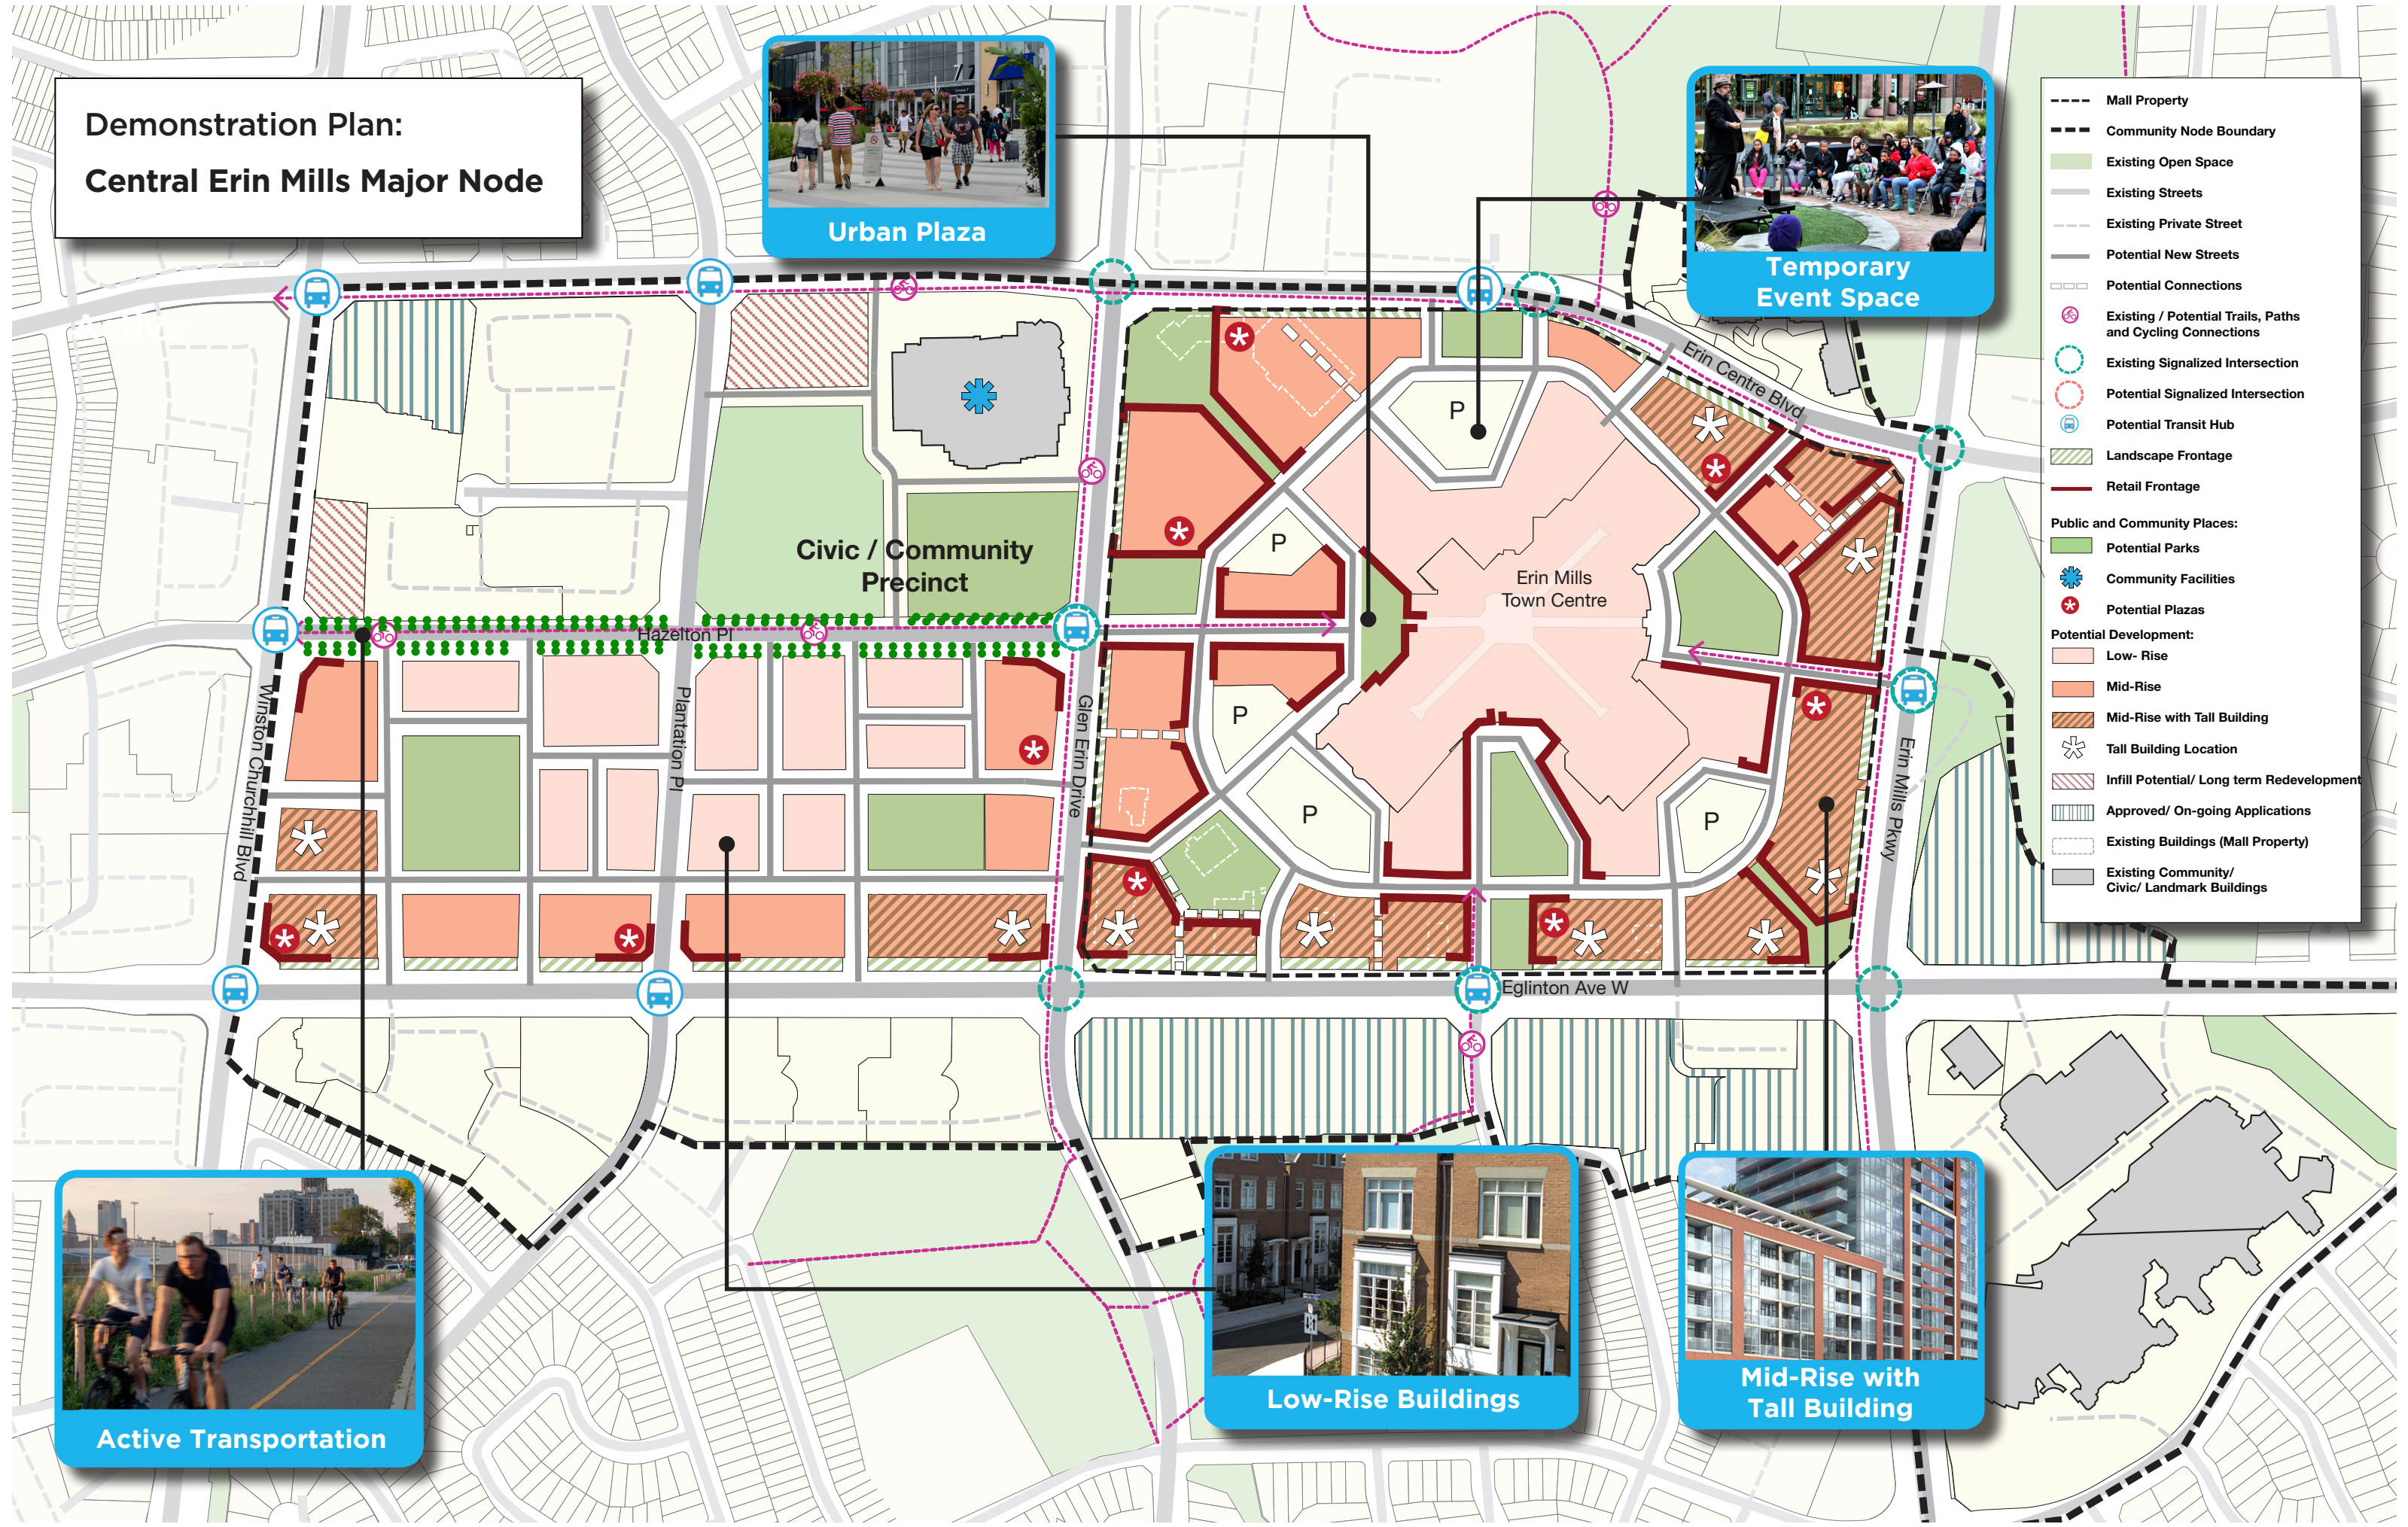 Demonstration Plan:
Central Erin Mills Major Node
Urban Plaza
Temporary
Event Space
Mall Property
Community Node Boundary
Existing Open Space
Existing Streets
Existing Private Street
Potential New Streets
Potential Connections
Existing / Potential Trails, Paths
and Cycling Connections
Existing Signalized Intersection
Potential Signalized Intersection
Potential Transit Hub
Landscape Frontage
Retail Frontage
Public and Community Places:
Potential Parks
Community Facilities
Potential Plazas
Potential Development:
Low- Rise
Mid-Rise
Mid-Rise with Tall Building
Tall Building Location
Infill Potential/ Long term Redevelopment
Approved/ On-going Applications
Existing Buildings (Mall Property)
Existing Community/
Civic/ Landmark Buildings
Active
Erin Centre Blvd
P
P
Civic / Community
Precinct
Erin Mills
Town Centre
Hazelton Pl
Winston Churchill Blvd
Plantation Pl
Glen Erin Drive
P
P
P
Erin Mills Pkwy
Eglinton Ave W
Active Transportation
Low-Rise Buildings
Mid-Rise with
Tall Building